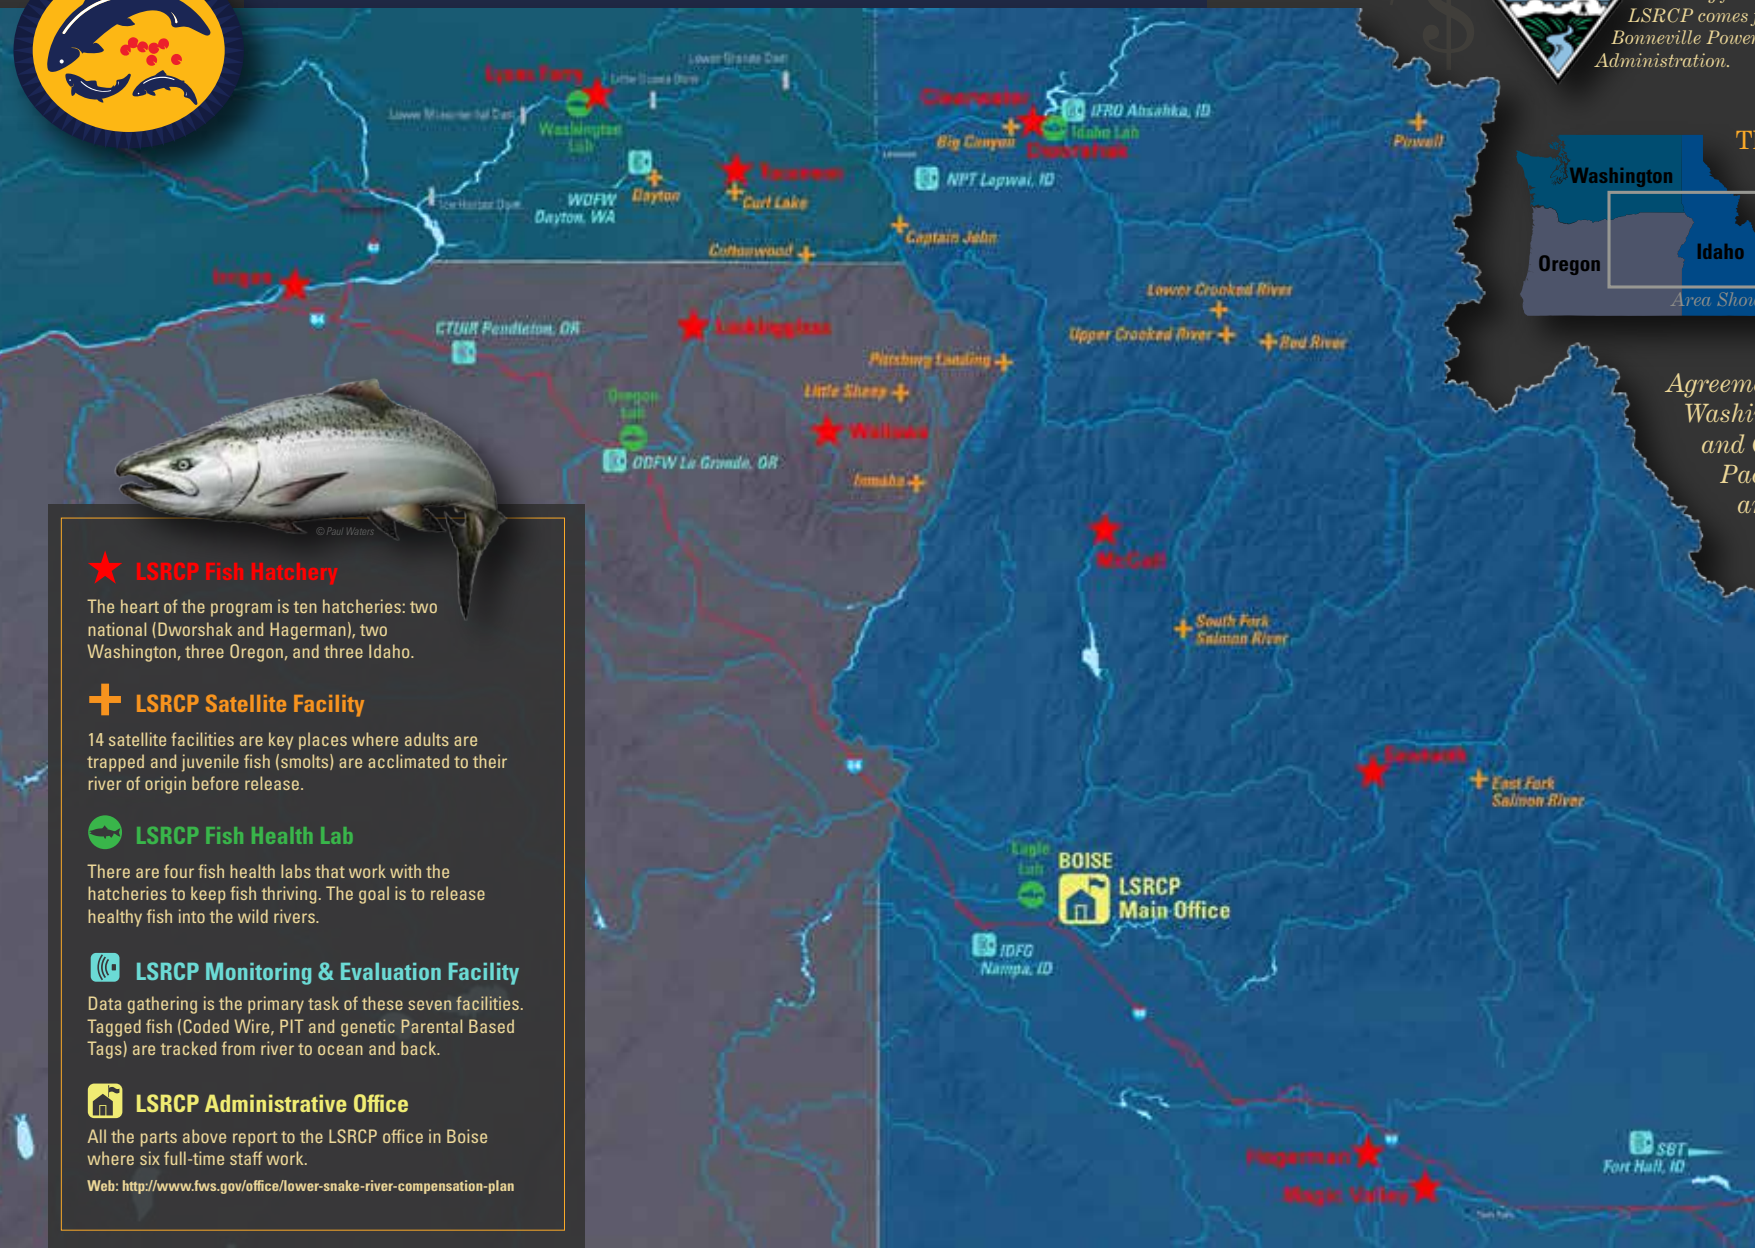 LSRCP comes
Bonneville Power
Administration.
Washington
Oregon
Idaho
Area Show
Agreem
Washi
and
Pac
an
Lyons Ferry
Little Goose Dam
Lower Granite Dam
Lower Monumental Dam
Washington
Lab
WDFW
Dayton, WA
Dayton
Tucannon
Curl Lake
Ice Harbor Dam
Cottonwood
Captain John
Clearwater
IFRO Ahsahka, ID
Idaho Lab
Big Canyon
Dworshak
NPT Lapwai, ID
Powell
Irrigon
84
CTUIR Pendleton, OR
Lookingglass
Lower Crooked River
Upper Crooked River
Red River
Pittsburg Landing
Little Sheep
Oregon
Lab
ODFW La Grande, OR
Wallowa
Imnaha
McCall
South Fork
Salmon River
Sawtooth
East Fork
Salmon River
84
Eagle
Lab
BOISE
LSRCP
Main Office
IDFG
Nampa, ID
Hagerman
Magic Valley
SBT
Fort Hall, ID
Twin Falls
© Paul Waters
LSRCP Fish Hatchery
The heart of the program is ten hatcheries: two
national (Dworshak and Hagerman), two
Washington, three Oregon, and three Idaho.
LSRCP Satellite Facility
14 satellite facilities are key places where adults are
trapped and juvenile fish (smolts) are acclimated to their
river of origin before release.
LSRCP Fish Health Lab
There are four fish health labs that work with the
hatcheries to keep fish thriving. The goal is to release
healthy fish into the wild rivers.
LSRCP Monitoring & Evaluation Facility
Data gathering is the primary task of these seven facilities.
Tagged fish (Coded Wire, PIT and genetic Parental Based
Tags) are tracked from river to ocean and back.
LSRCP Administrative Office
All the parts above report to the LSRCP office in Boise
where six full-time staff work.
Web: http://www.fws.gov/office/lower-snake-river-compensation-plan